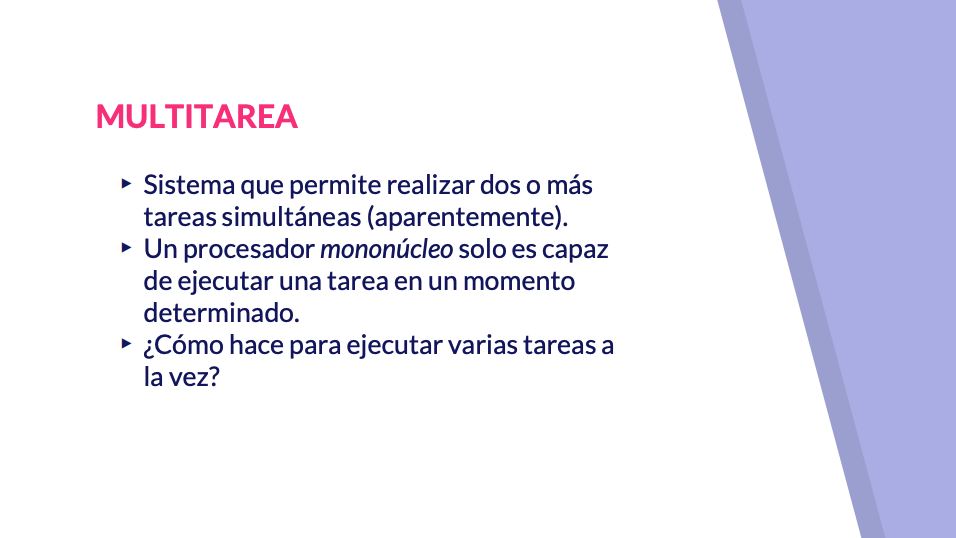 MULTITAREA
▸ Sistema que permite realizar dos o más
tareas simultáneas (aparentemente).
▸ Un procesador mononúcleo solo es capaz
de ejecutar una tarea en un momento
determinado.
▸ ¿Cómo hace para ejecutar varias tareas a
la vez?